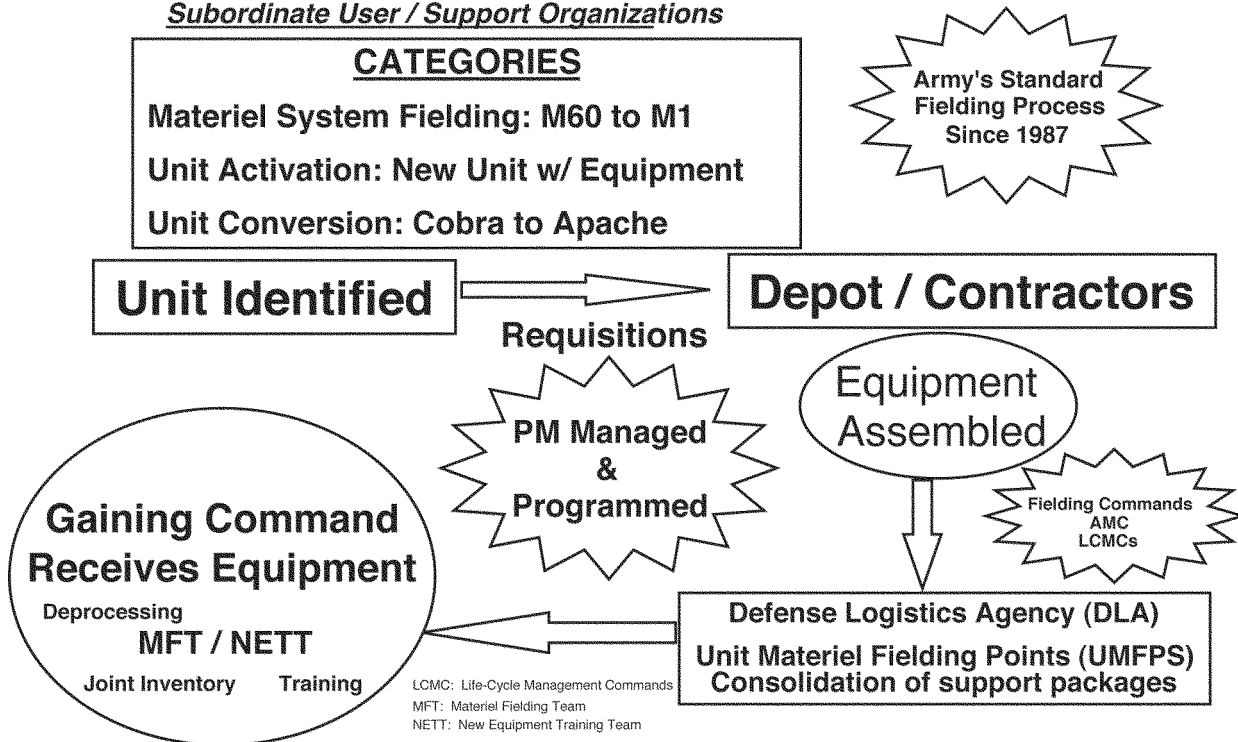 Subordinate User / Support Organizations
CATEGORIES
Materiel System Fielding: M60 to M1
Unit Activation: New Unit w/ Equipment
Unit Conversion: Cobra to Apache
Army's Standard
Fielding Process
Since 1987
Unit Identified
Requisitions
Depot / Contractors
Equipment
Assembled
PM Managed
&
Programmed
Fielding Commands
AMC
LCMCs
Defense Logistics Agency (DLA)
Unit Materiel Fielding Points (UMFPS)
Consolidation of support packages
Gaining Command
Receives Equipment
Deprocessing
MFT / NETT
Joint Inventory Training
LCMC: Life-Cycle Management Commands
MFT: Materiel Fielding Team
NETT: New Equipment Training Team